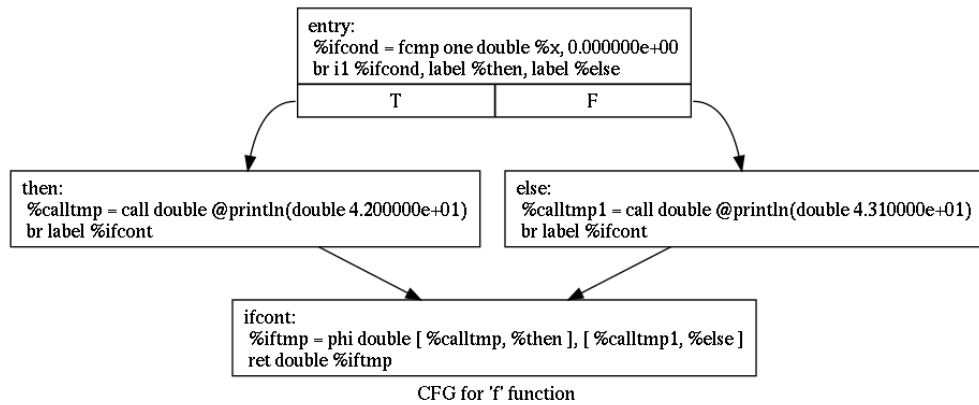 entry:
%ifcond = fcmp one double %x, 0.000000e+00
br i1 %ifcond, label %then, label %else
T
F
then:
%calltmp = call double @println(double 4.200000e+01)
br label %ifcont
else:
%calltmp1 = call double @println(double 4.310000e+01)
br label %ifcont
ifcont:
%iftmp = phi double [ %calltmp, %then ], [ %calltmp1, %else ]
ret double %iftmp
CFG for 'f' function